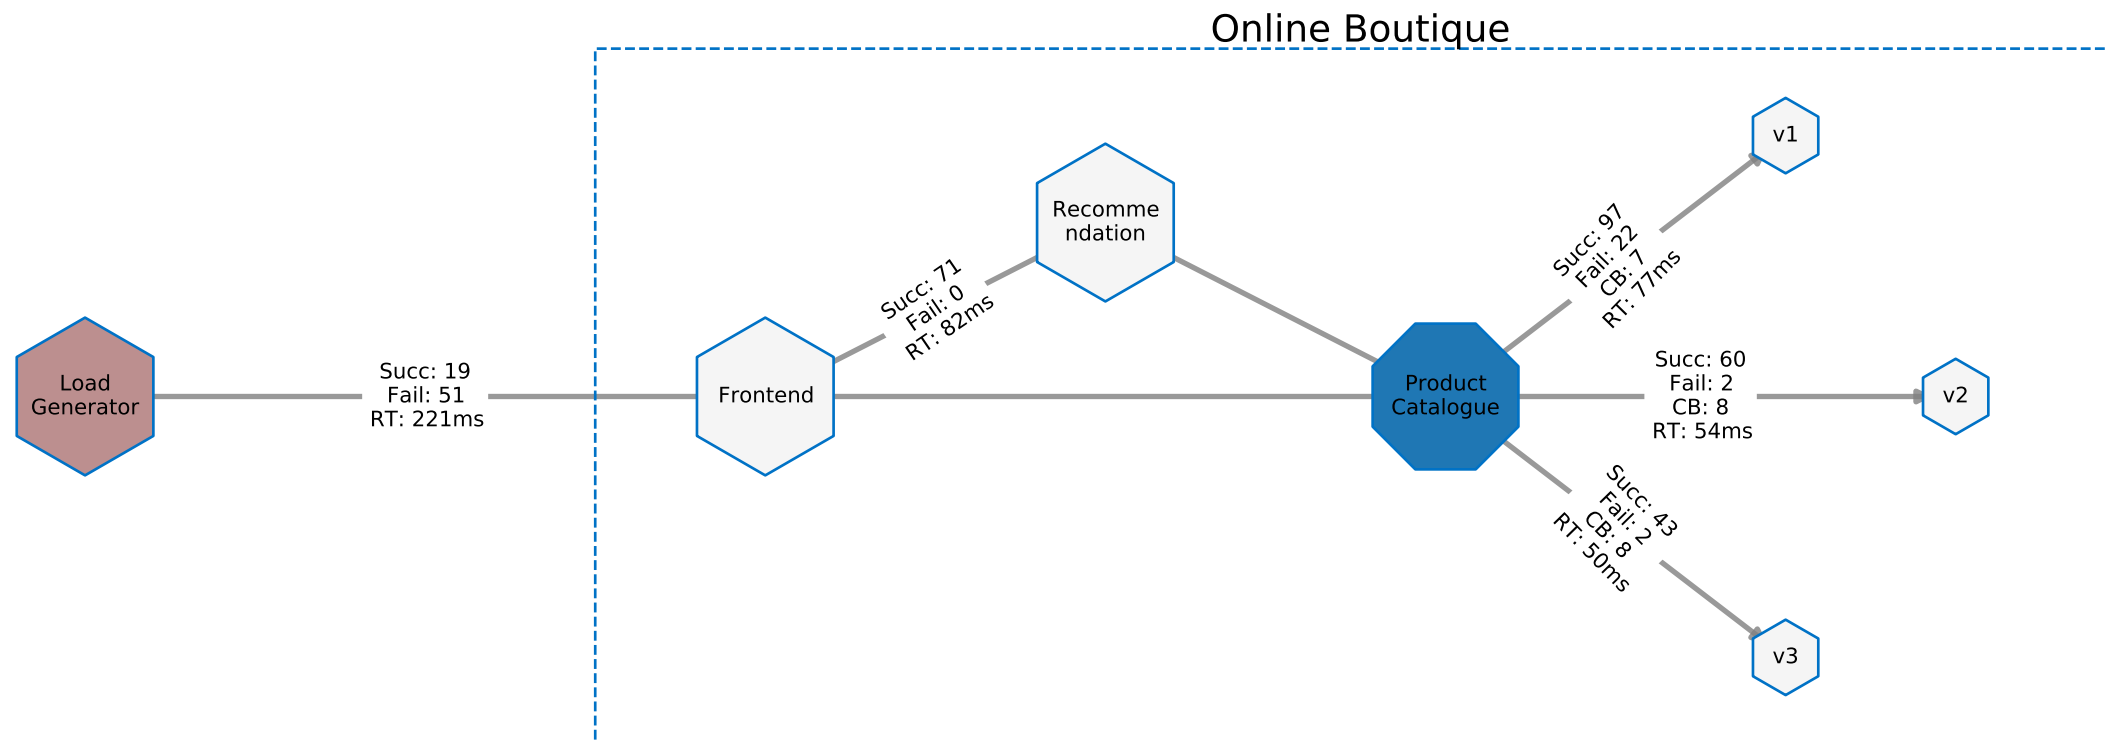 Online Boutique
Load
Generator
Succ: 19
Fail: 51
RT: 221ms
Frontend
Succ: 71
Fail: 0
RT: 82ms
Recomme
ndation
Product
Catalogue
Succ: 97
Fail: 22
CB: 7
RT: 77ms
v1
Succ: 60
Fail: 2
CB: 8
RT: 54ms
v2
Succ: 43
Fail: 2
CB: 8
RT: 50ms
v3